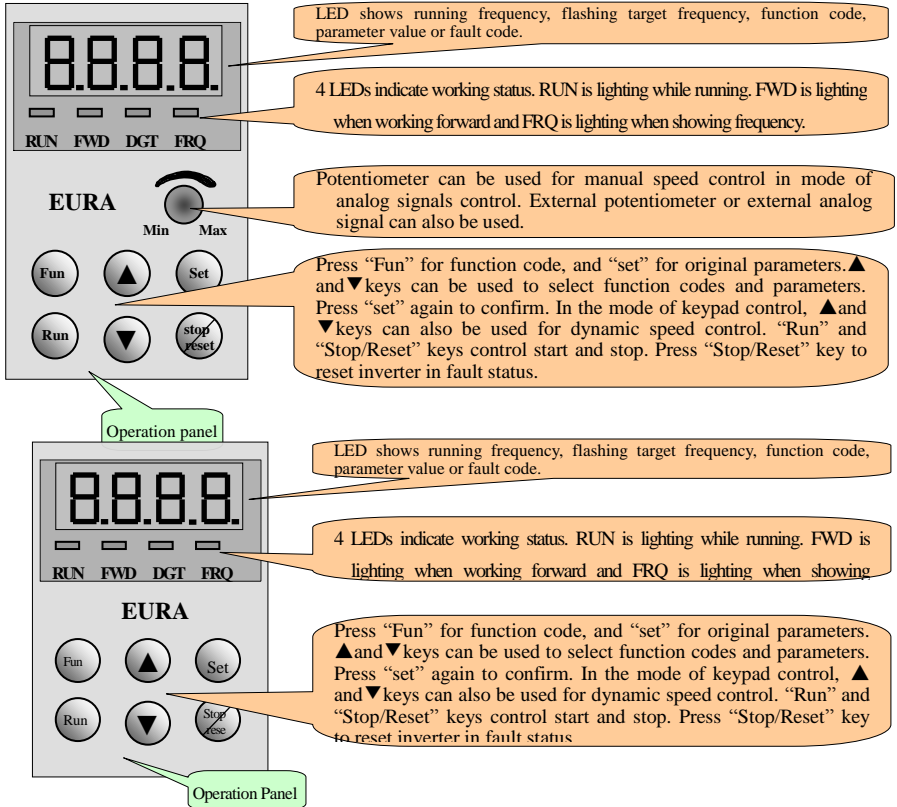 LED shows running frequency, flashing target frequency, function code,
parameter value or fault code.
8.8.8.8.
4 LEDs indicate working status. RUN is lighting while running. FWD is lighting
when working forward and FRQ is lighting when showing frequency.
RUN FWD DGT FRQ
Potentiometer can be used for manual speed control in mode of
analog signals control. External potentiometer or external analog
signal can also be used.
EURA
Min Max
Press “Fun” for function code, and “set” for original parameters.▲
and▼keys can be used to select function codes and parameters.
Press “set” again to confirm. In the mode of keypad control, ▲and
▼keys can also be used for dynamic speed control. “Run” and
“Stop/Reset” keys control start and stop. Press “Stop/Reset” key to
reset inverter in fault status.
Fun ▲ Set
Run ▼ stop
reset
Operation panel
LED shows running frequency, flashing target frequency, function code,
parameter value or fault code.
8.8.8.8.
4 LEDs indicate working status. RUN is lighting while running. FWD is
lighting when working forward and FRQ is lighting when showing
RUN FWD DGT FRQ
EURA
Press “Fun” for function code, and “set” for original parameters.
▲and▼keys can be used to select function codes and parameters.
Press “set” again to confirm. In the mode of keypad control, ▲
and▼keys can also be used for dynamic speed control. “Run” and
“Stop/Reset” keys control start and stop. Press “Stop/Reset” key
to reset inverter in fault status
Fun ▲ Set
Run ▼ Stop
rese
Operation Panel